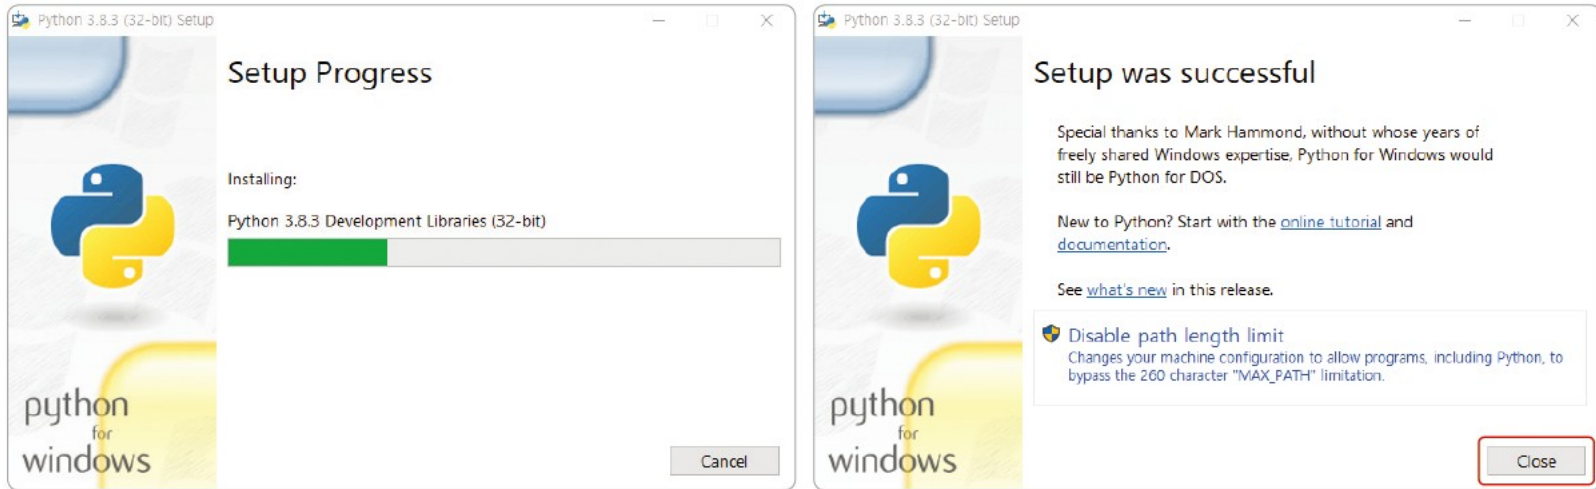 Python 3.8.3 (32-bit) Setup
Setup Progress
Installing:
Python 3.8.3 Development Libraries (32-bit)
python
for
windows
Cancel
Python 3.8.3 (32-bit) Setup
Setup was successful
Special thanks to Mark Hammond, without whose years of
freely shared Windows expertise, Python for Windows would
still be Python for DOS.
New to Python? Start with the online tutorial and
documentation.
See what's new in this release.
Disable path length limit
Changes your machine configuration to allow programs, including Python, to
bypass the 260 character "MAX_PATH" limitation.
python
for
windows
Close